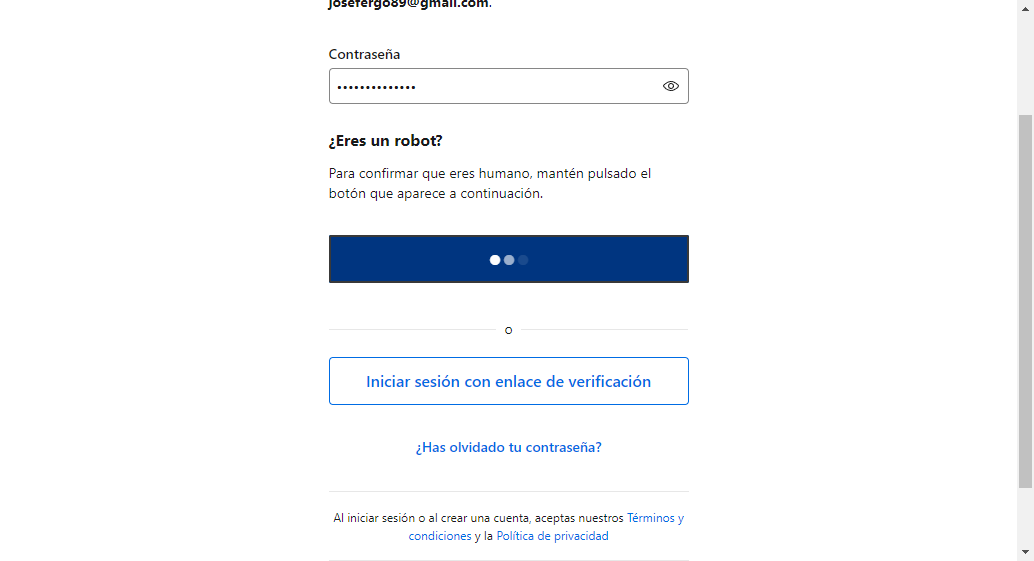 josefergo89@gmail.com.
Contraseña
¿Eres un robot?
Para confirmar que eres humano, mantén pulsado el
botón que aparece a continuación.
o
Iniciar sesión con enlace de verificación
¿Has olvidado tu contraseña?
Al iniciar sesión o al crear una cuenta, aceptas nuestros Términos y
condiciones y la Política de privacidad